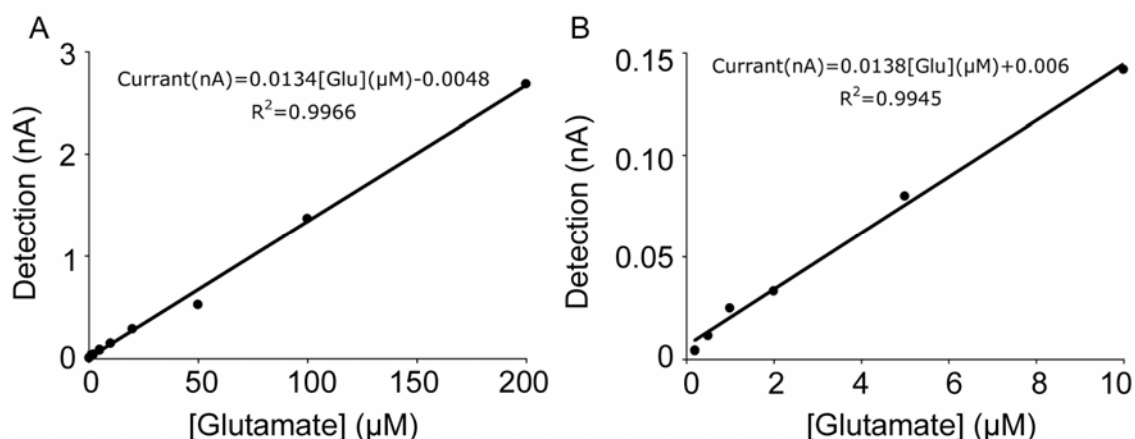 A
Currant(nA)=0.0134[Glu](µM)-0.0048
R²=0.9966
Detection (nA)
3
2
1
0
0 50 100 150 200
[Glutamate] (µM)
B
Currant(nA)=0.0138[Glu](µM)+0.006
R²=0.9945
Detection (nA)
0.15
0.10
0.05
0
0 2 4 6 8 10
[Glutamate] (µM)